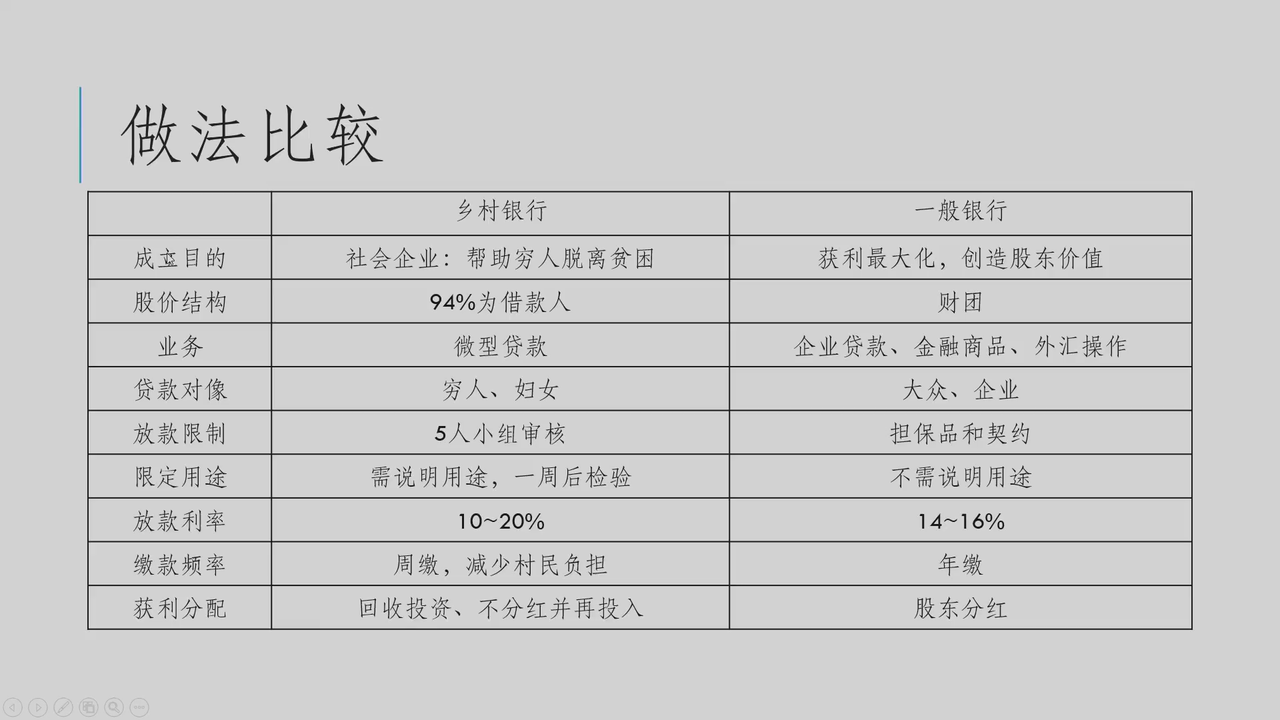 做法比较
乡村银行 一般银行
成立目的 社会企业：帮助穷人脱离贫困 获利最大化，创造股东价值
股价结构 94%为借款人 财团
业务 微型贷款 企业贷款、金融商品、外汇操作
贷款对像 穷人、妇女 大众、企业
放款限制 5人小组审核 担保品和契约
限定用途 需说明用途，一周后检验 不需说明用途
放款利率 10~20% 14~16%
缴款频率 周缴，减少村民负担 年缴
获利分配 回收投资、不分红并再投入 股东分红